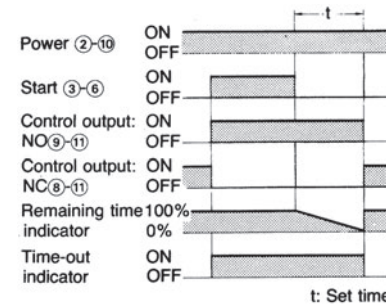 t
Power ②-⑩ ON
OFF
Start ③-⑥ ON
OFF
Control output: ON
NO⑨-⑪ OFF
Control output: ON
NC⑧-⑪ OFF
Remaining time 100%
indicator 0%
Time-out ON
indicator OFF
t: Set time